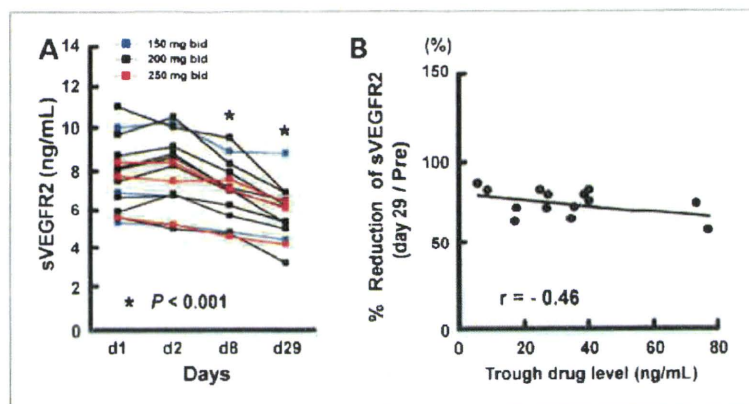 A
sVEGFR2 (ng/mL)
14
12
10
8
6
4
2
0
150 mg bid
200 mg bid
250 mg bid
*
*
* P < 0.001
d1 d2 d8 d29
Days
B
(%)
% Reduction of sVEGFR2
(day 29 / Pre)
150
100
50
0
r = - 0.46
0 20 40 60 80
Trough drug level (ng/mL)